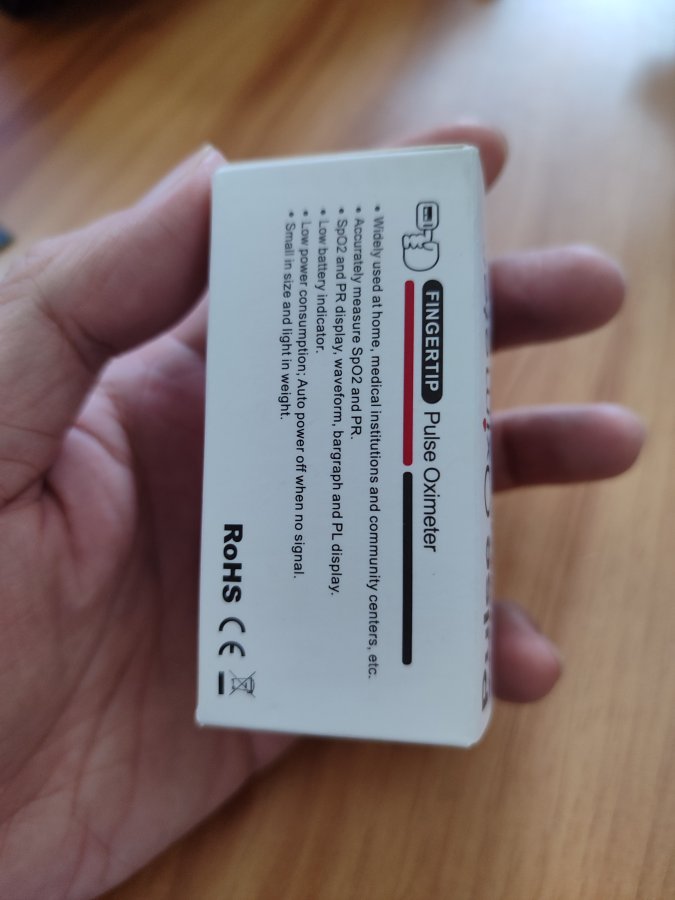 FINGERTIP Pulse Oximeter
• Widely used at home, medical institutions and community centers, etc.
• Accurately measure SpO2 and PR.
• SpO2 and PR display, waveform, bargraph and PL display.
• Low battery indicator.
• Low power consumption; Auto power off when no signal.
• Small in size and light in weight.
RoHS CE